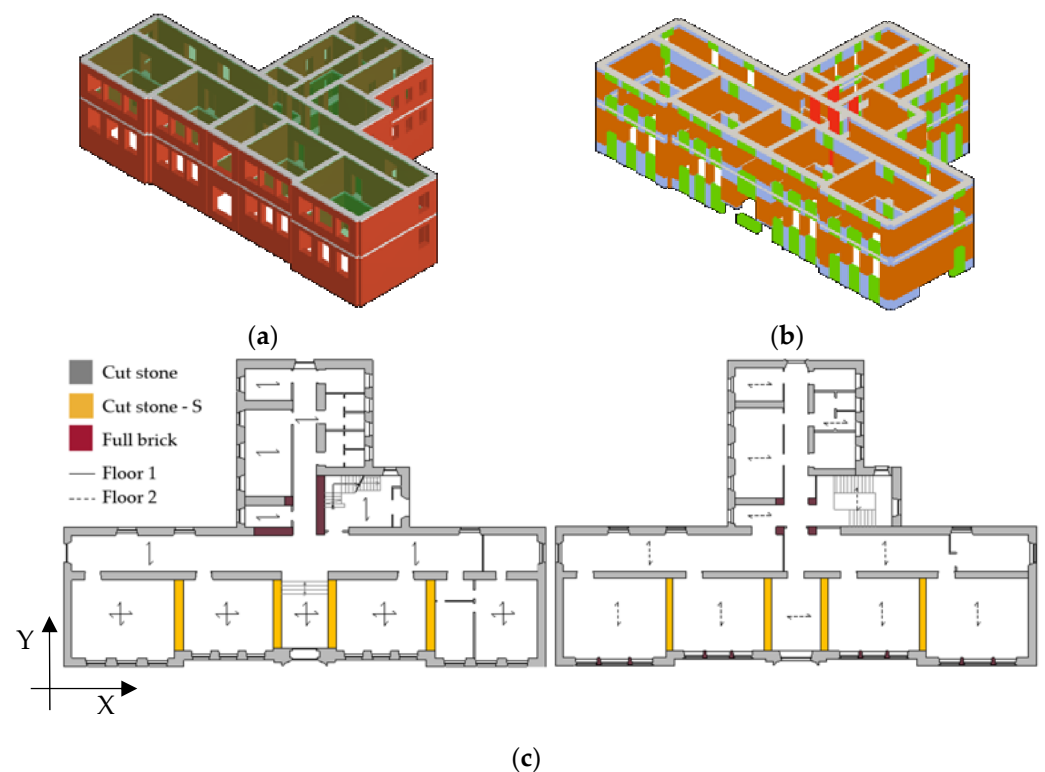 (a)
(b)
Cut stone
Cut stone - S
Full brick
Floor 1
Floor 2
Y
X
(c)